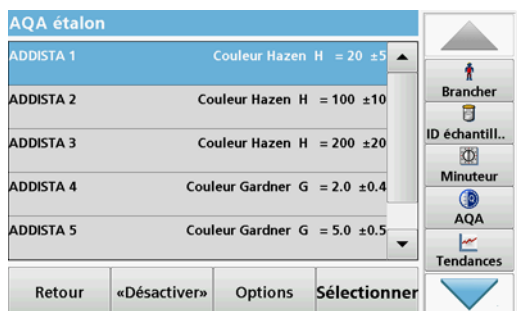 AQA étalon
ADDISTA 1 Couleur Hazen H = 20 ±5
ADDISTA 2 Couleur Hazen H = 100 ±10
ADDISTA 3 Couleur Hazen H = 200 ±20
ADDISTA 4 Couleur Gardner G = 2.0 ±0.4
ADDISTA 5 Couleur Gardner G = 5.0 ±0.5
Retour «Désactiver» Options Sélectionner
Brancher
ID échantill..
Minuteur
AQA
Tendances